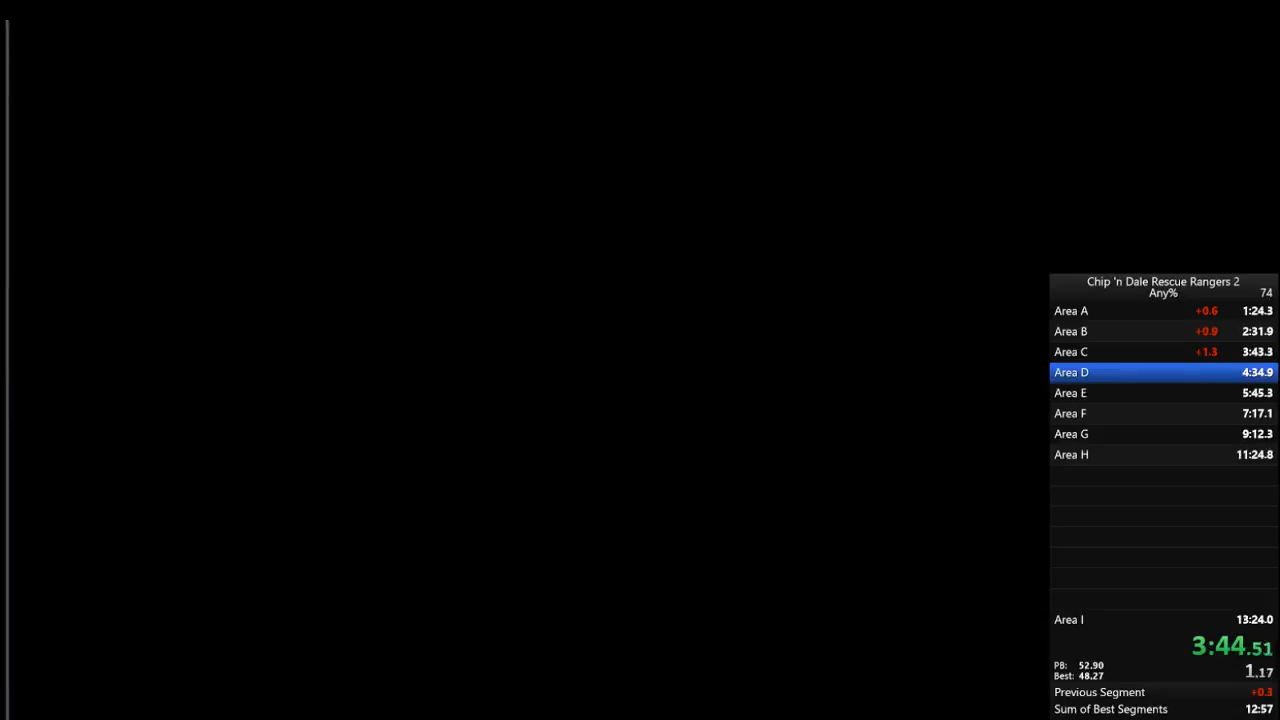 Chip 'n Dale Rescue Rangers 2
Any% 74
Area A +0.6 1:24.3
Area B +0.9 2:31.9
Area C +1.3 3:43.3
Area D 4:34.9
Area E 5:45.3
Area F 7:17.1
Area G 9:12.3
Area H 11:24.8
Area I 13:24.0
3:44.51
PB: 52.90
Best: 48.27
1.17
Previous Segment +0.3
Sum of Best Segments 12:57